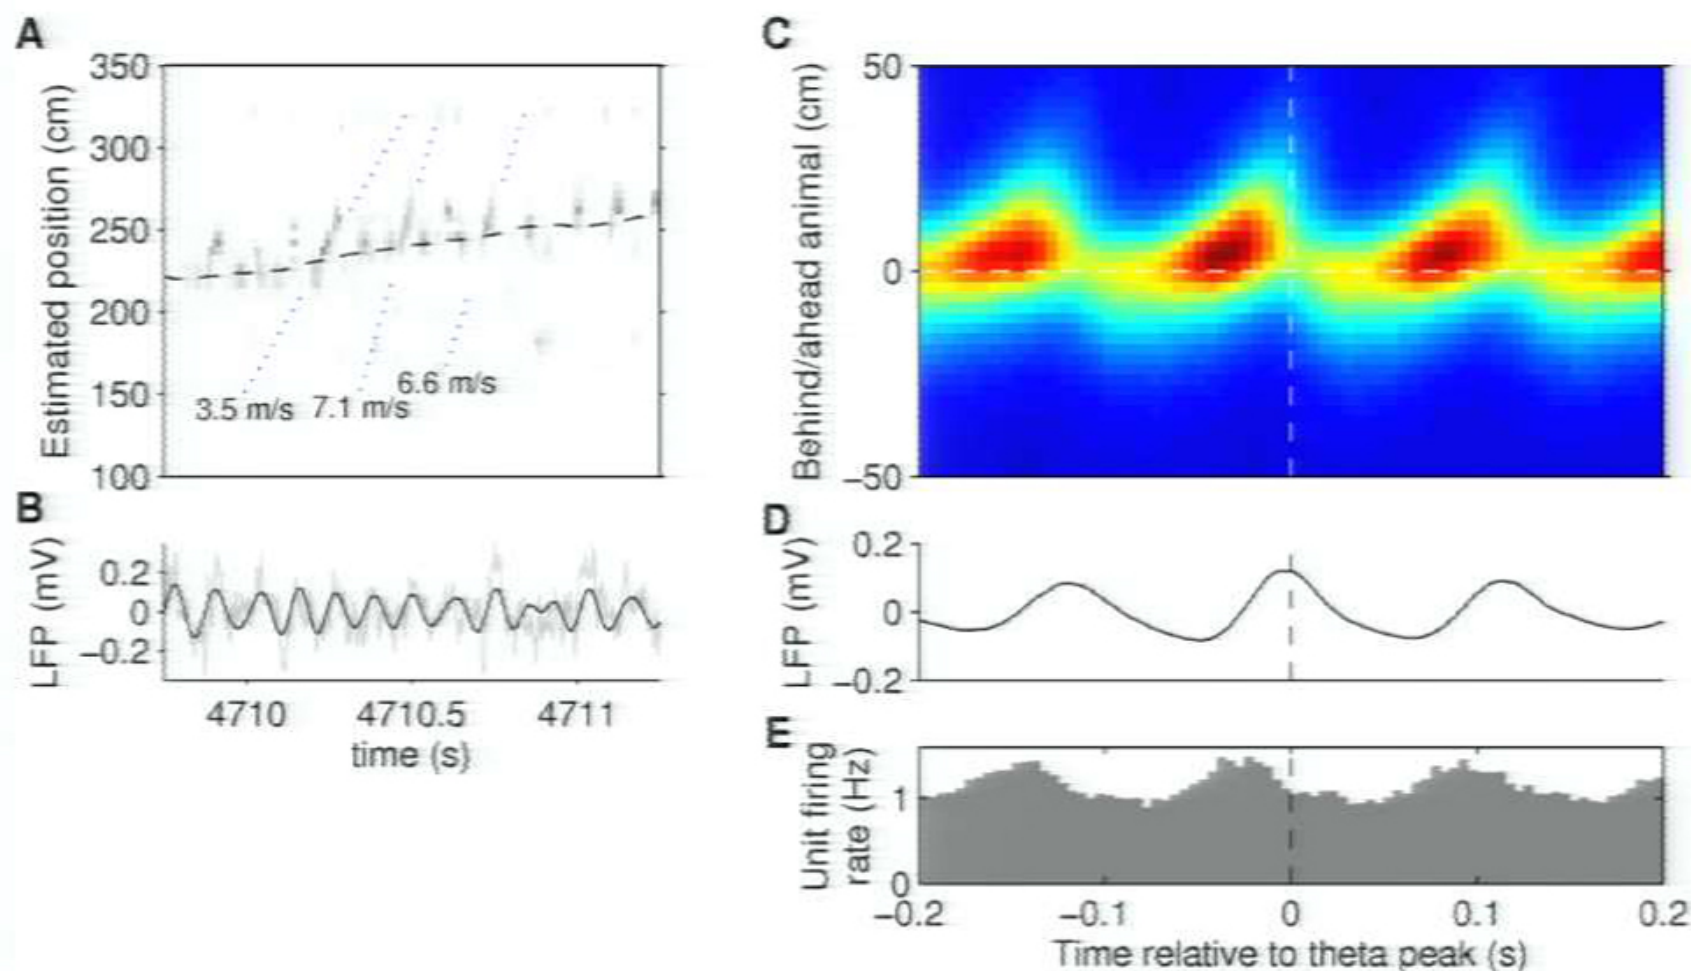 A
Estimated position (cm)
350
300
250
200
150
100
3.5 m/s
7.1 m/s
6.6 m/s
B
LFP (mV)
0.2
0
−0.2
4710
4710.5
4711
time (s)
C
Behind/ahead animal (cm)
50
0
−50
D
LFP (mV)
0.2
0
−0.2
E
Unit firing
rate (Hz)
1
0
−0.2
−0.1
0
0.1
0.2
Time relative to theta peak (s)